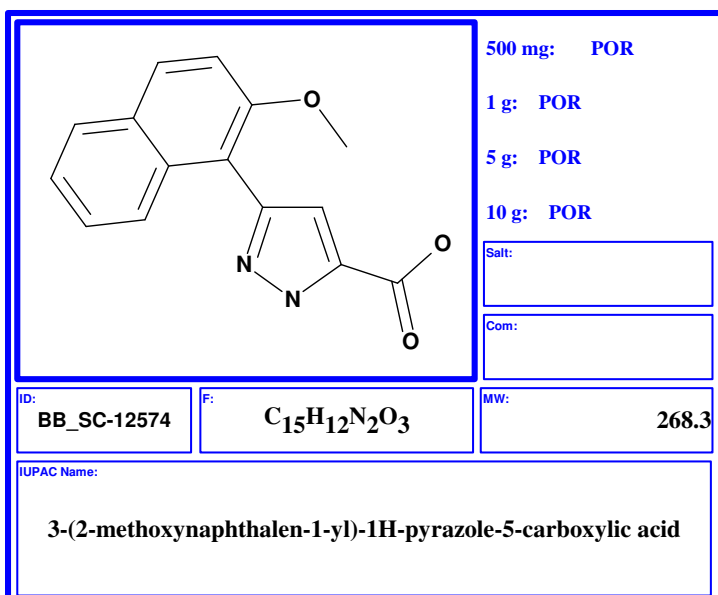 500 mg: POR
1 g: POR
5 g: POR
10 g: POR
O
O
N
N
O
Salt:
Com:
ID:
BB_SC-12574
F:
C15H12N2O3
MW:
268.3
IUPAC Name:
3-(2-methoxynaphthalen-1-yl)-1H-pyrazole-5-carboxylic acid